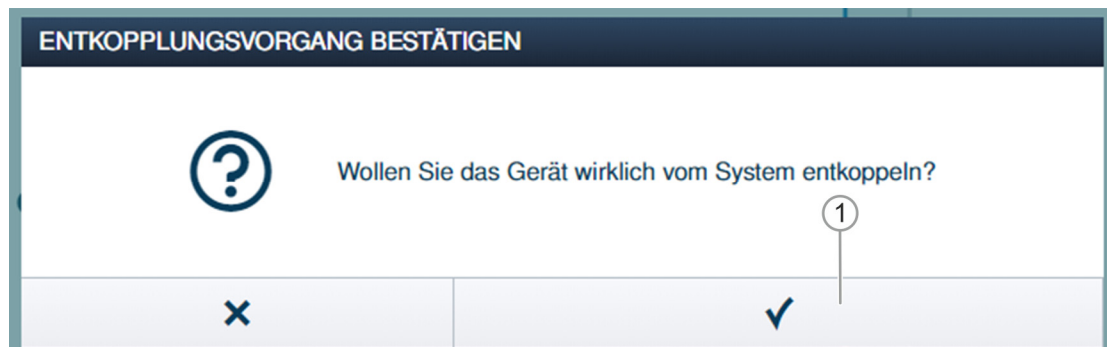 ENTKOPPLUNGSVORGANG BESTÄTIGEN
Wollen Sie das Gerät wirklich vom System entkoppeln?
1